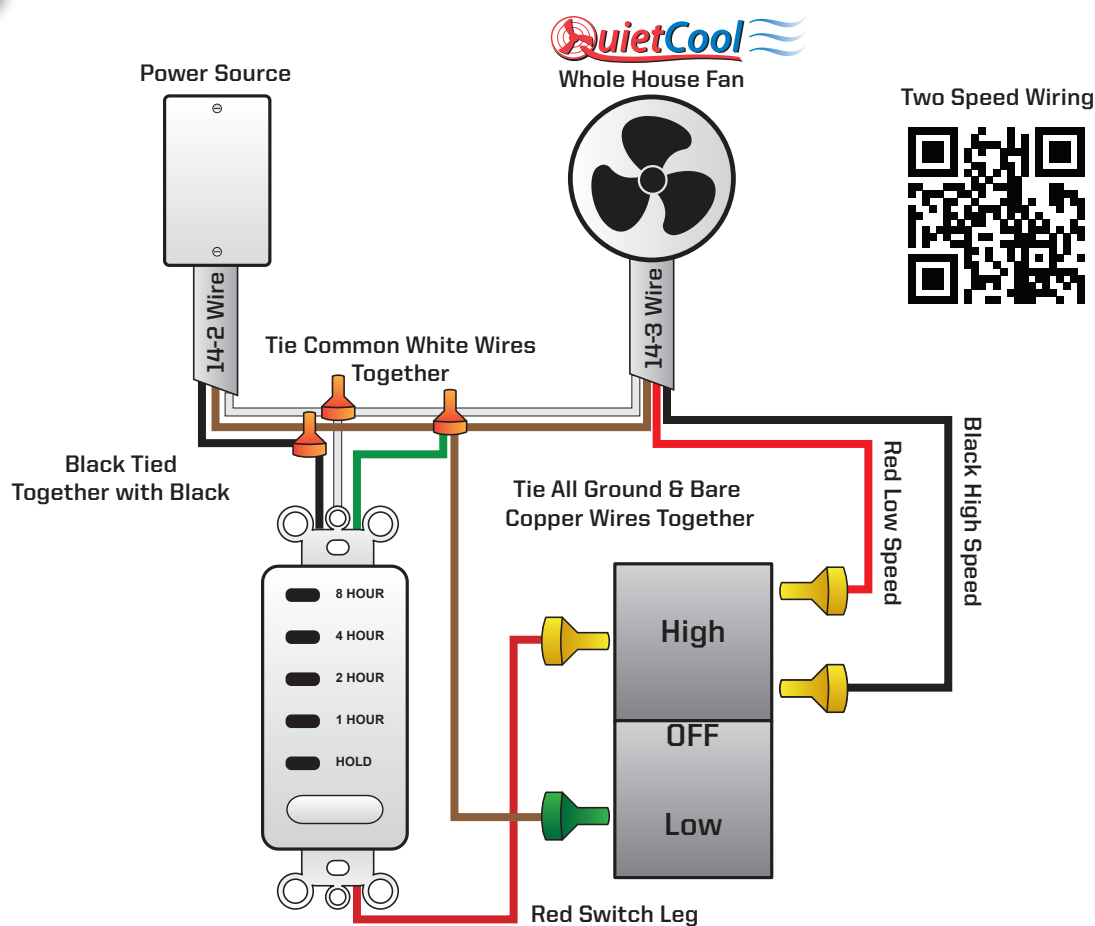 QuietCool
Power Source
Whole House Fan
Two Speed Wiring
14-2 Wire
14-3 Wire
Tie Common White Wires
Together
Black Tied
Together with Black
Tie All Ground & Bare
Copper Wires Together
Red Low Speed
Black High Speed
8 HOUR
4 HOUR
2 HOUR
1 HOUR
HOLD
High
OFF
Low
Red Switch Leg